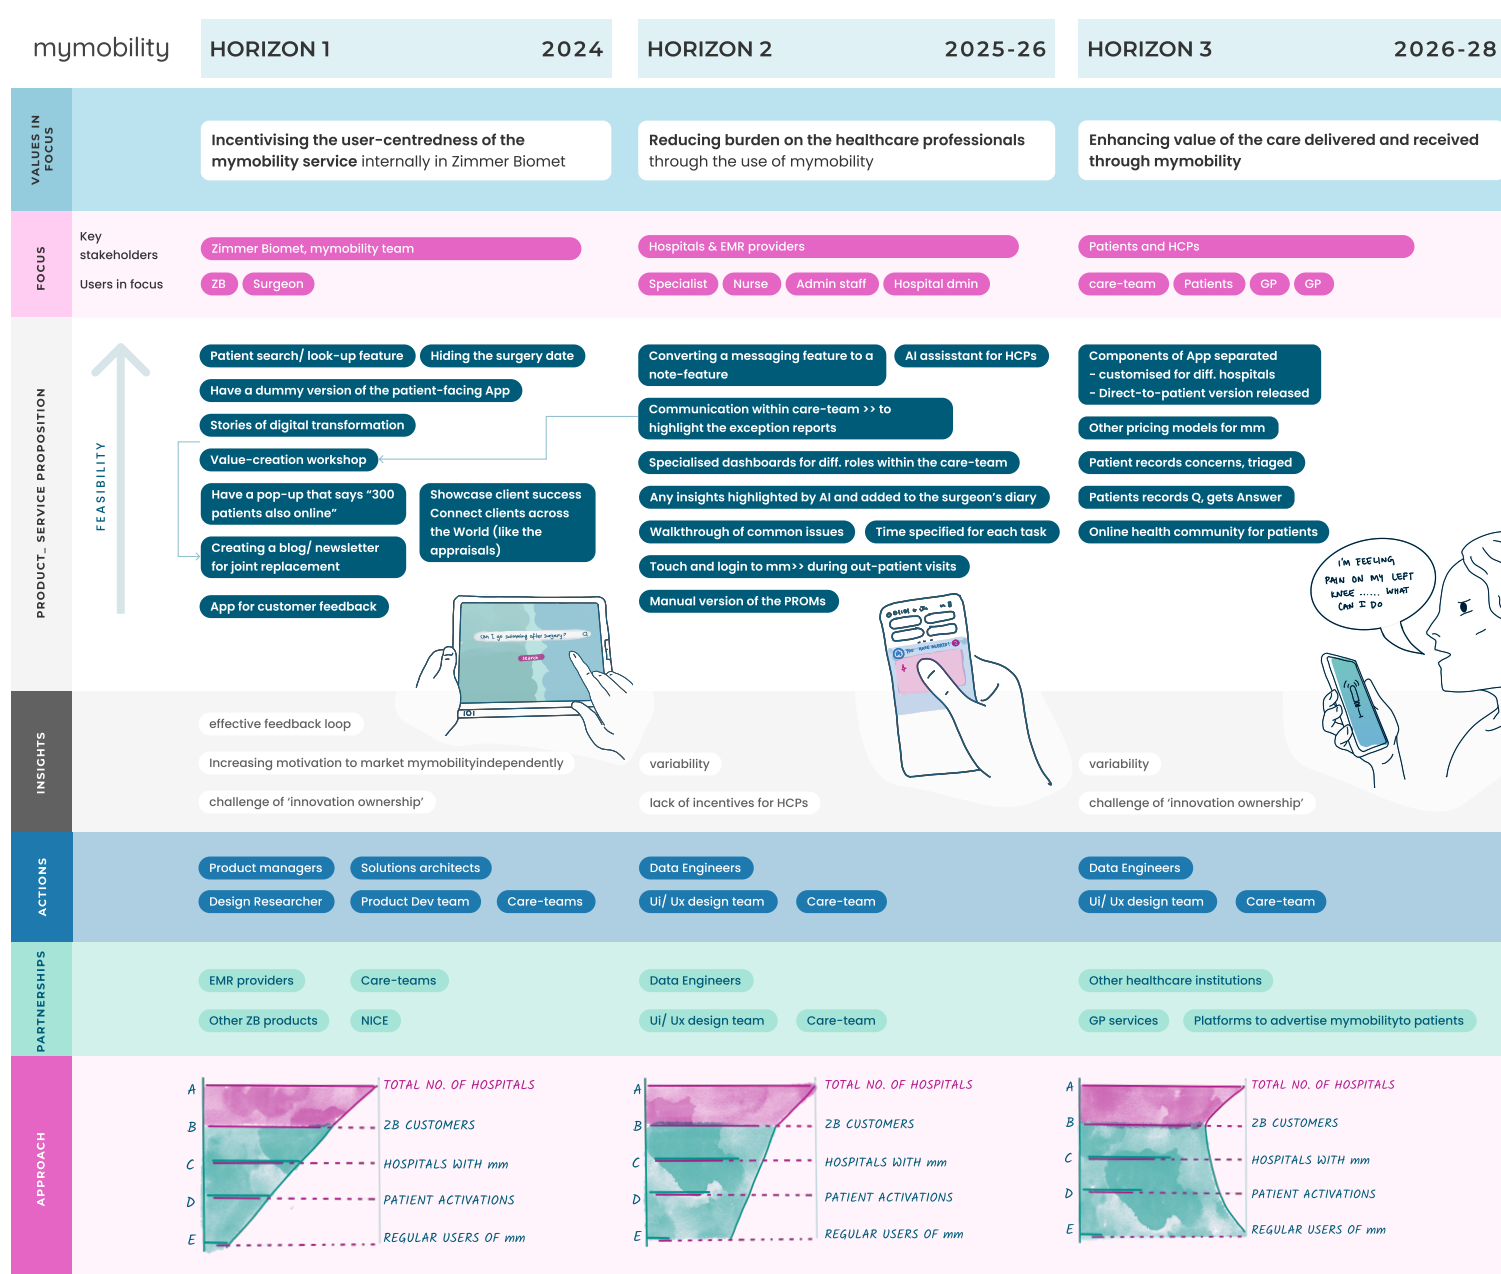 mymobility
HORIZON 1 2024
HORIZON 2 2025-26
HORIZON 3 2026-28
VALUES IN
FOCUS
Incentivising the user-centredness of the
mymobility service internally in Zimmer Biomet
Reducing burden on the healthcare professionals
through the use of mymobility
Enhancing value of the care delivered and received
through mymobility
FOCUS
Key
stakeholders
Zimmer Biomet, mymobility team
Hospitals & EMR providers
Patients and HCPs
Users in focus
ZB
Surgeon
Specialist
Nurse
Admin staff
Hospital dmin
care-team
Patients
GP
GP
PRODUCT_ SERVICE PROPOSITION
FEASIBILITY
Patient search/ look-up feature
Hiding the surgery date
Have a dummy version of the patient-facing App
Stories of digital transformation
Value-creation workshop
Have a pop-up that says “300
patients also online”
Showcase client success
Connect clients across
the World (like the
appraisals)
Creating a blog/ newsletter
for joint replacement
App for customer feedback
can I go swimming after surgery?
SEARCH
Converting a messaging feature to a
note-feature
AI assisstant for HCPs
Communication within care-team >> to
highlight the exception reports
Specialised dashboards for diff. roles within the care-team
Any insights highlighted by AI and added to the surgeon’s diary
Walkthrough of common issues
Time specified for each task
Touch and login to mm>> during out-patient visits
Manual version of the PROMs
Components of App separated
- customised for diff. hospitals
- Direct-to-patient version released
Other pricing models for mm
Patient records concerns, triaged
Patients records Q, gets Answer
Online health community for patients
I'M FEELING
PAIN ON MY LEFT
KNEE ...... WHAT
CAN I DO
INSIGHTS
effective feedback loop
Increasing motivation to market mymobilityindependently
challenge of ‘innovation ownership’
variability
lack of incentives for HCPs
variability
challenge of ‘innovation ownership’
ACTIONS
Product managers
Solutions architects
Design Researcher
Product Dev team
Care-teams
Data Engineers
Ui/ Ux design team
Care-team
Data Engineers
Ui/ Ux design team
Care-team
PARTNERSHIPS
EMR providers
Care-teams
Other ZB products
NICE
Data Engineers
Ui/ Ux design team
Care-team
Other healthcare institutions
GP services
Platforms to advertise mymobilityto patients
APPROACH
A TOTAL NO. OF HOSPITALS
B ZB CUSTOMERS
C HOSPITALS WITH mm
D PATIENT ACTIVATIONS
E REGULAR USERS OF mm
A TOTAL NO. OF HOSPITALS
B ZB CUSTOMERS
C HOSPITALS WITH mm
D PATIENT ACTIVATIONS
E REGULAR USERS OF mm
A TOTAL NO. OF HOSPITALS
B ZB CUSTOMERS
C HOSPITALS WITH mm
D PATIENT ACTIVATIONS
E REGULAR USERS OF mm